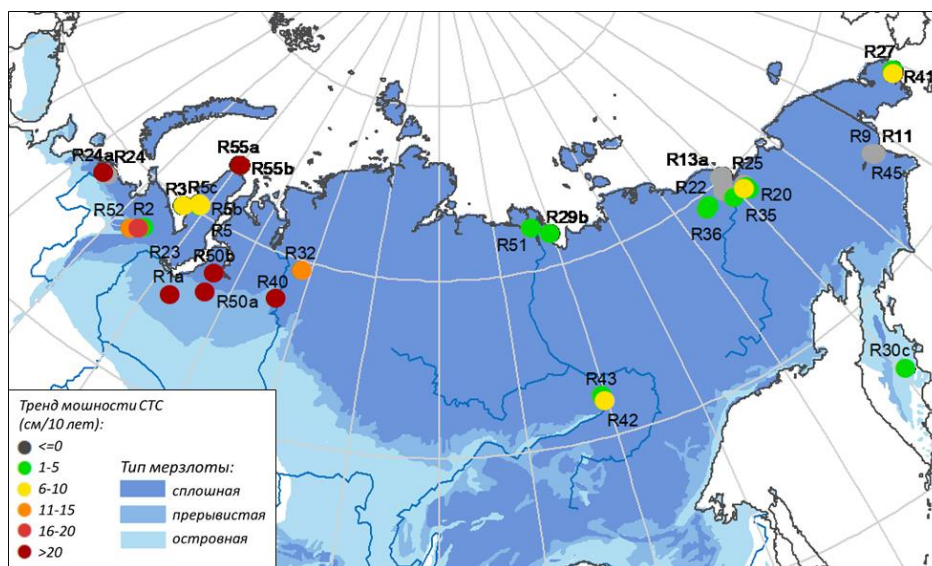 R27
R41
R9
R11
R45
R24a
R24
R55a
R55b
R13a
R25
R22
R20
R35
R36
R3
R5c
R5b
R5
R52
R2
R23
R29b
R51
R50b
R32
R1a
R50a
R40
R30c
R43
R42
Тренд мошности СТС
(см/10 лет):
<=0
1-5
6-10
11-15
16-20
>20
Тип мерзлоты:
сплошная
прерывистая
островная